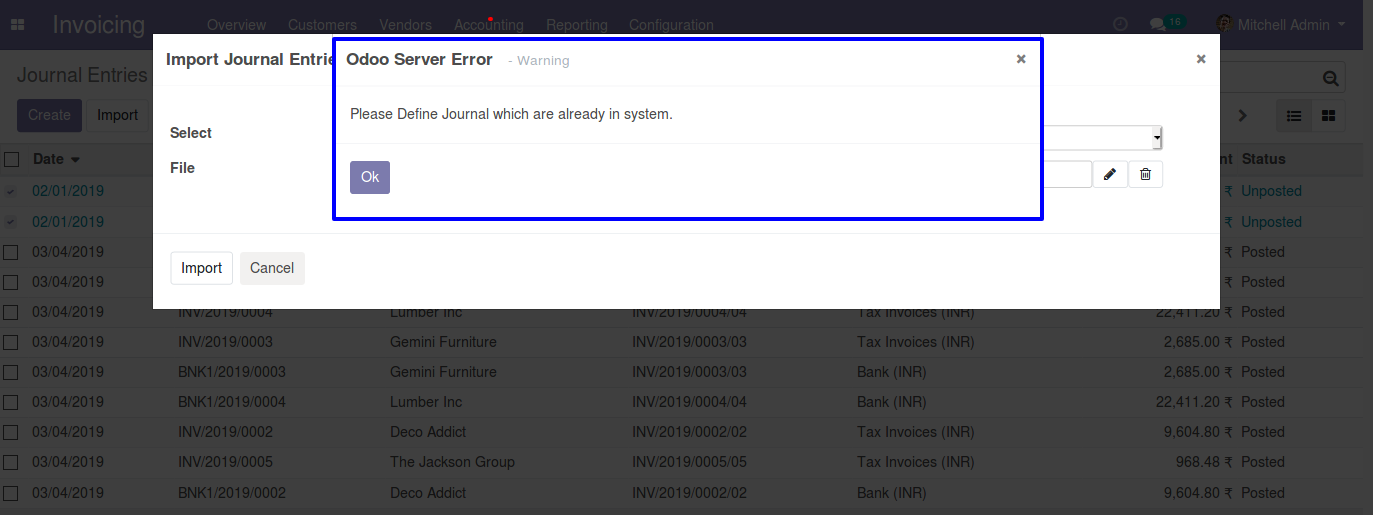 Invoicing Overview Customers Vendors Accounting Reporting Configuration 16 Mitchell Admin
Import Journal Entrie Odoo Server Error - Warning × ×
Journal Entries
Please Define Journal which are already in system.
Create Import
Select
Date nt Status
File
Ok
02/01/2019 ₹ Unposted
02/01/2019 ₹ Unposted
03/04/2019 ₹ Posted
Import Cancel
03/04/2019 ₹ Posted
03/04/2019 INV/2019/0004 Lumber Inc INV/2019/0004/04 Tax Invoices (INR) 22,411.20 ₹ Posted
03/04/2019 INV/2019/0003 Gemini Furniture INV/2019/0003/03 Tax Invoices (INR) 2,685.00 ₹ Posted
03/04/2019 BNK1/2019/0003 Gemini Furniture INV/2019/0003/03 Bank (INR) 2,685.00 ₹ Posted
03/04/2019 BNK1/2019/0004 Lumber Inc INV/2019/0004/04 Bank (INR) 22,411.20 ₹ Posted
03/04/2019 INV/2019/0002 Deco Addict INV/2019/0002/02 Tax Invoices (INR) 9,604.80 ₹ Posted
03/04/2019 INV/2019/0005 The Jackson Group INV/2019/0005/05 Tax Invoices (INR) 968.48 ₹ Posted
03/04/2019 BNK1/2019/0002 Deco Addict INV/2019/0002/02 Bank (INR) 9,604.80 ₹ Posted